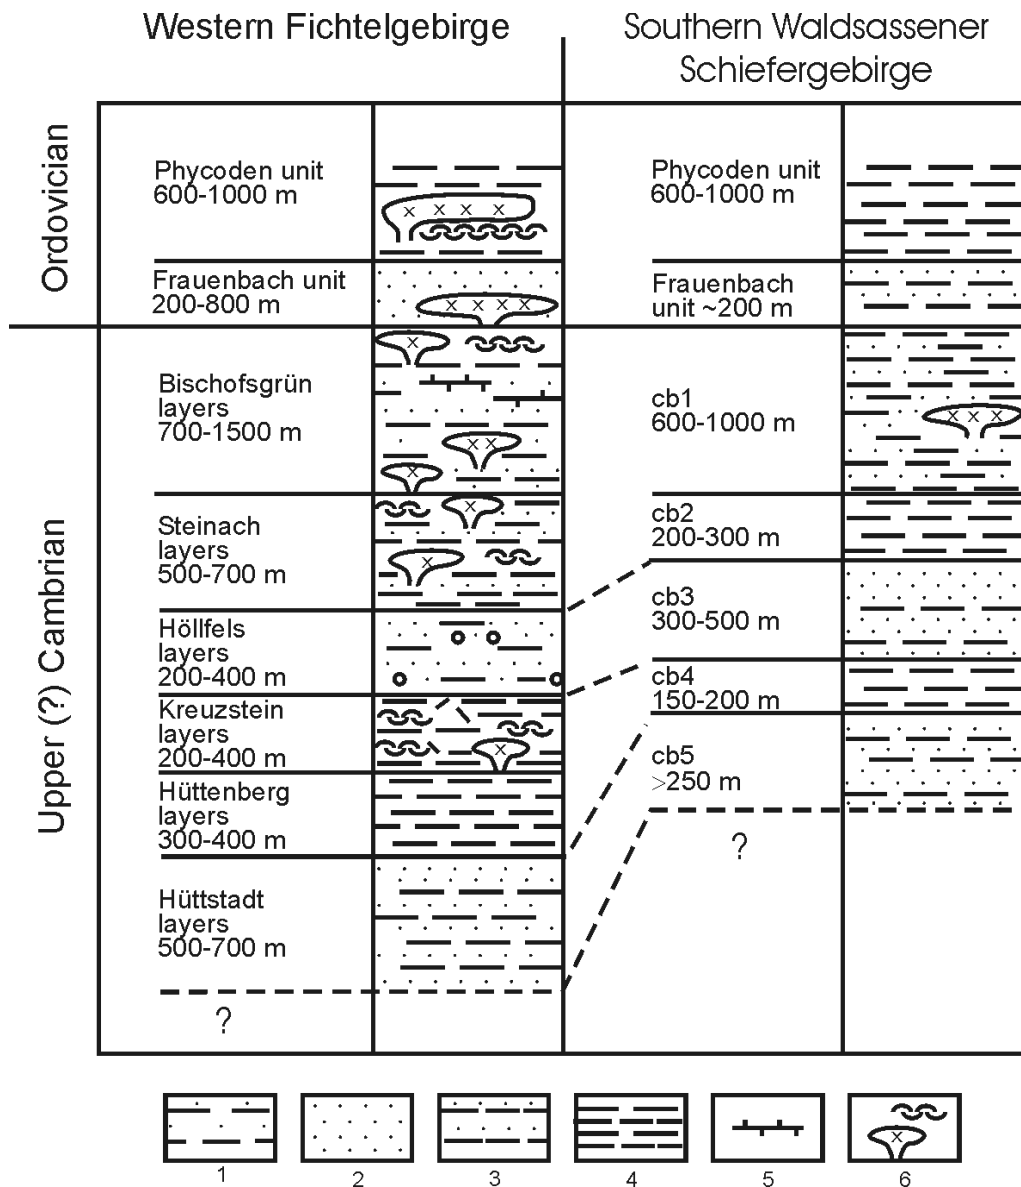 Western Fichtelgebirge
Southern Waldsassener
Schiefergebirge
Ordovician
Upper (?) Cambrian
Phycoden unit
600-1000 m
Frauenbach unit
200-800 m
Bischofsgrün
layers
700-1500 m
Steinach
layers
500-700 m
Höllfels
layers
200-400 m
Kreuzstein
layers
200-400 m
Hüttenberg
layers
300-400 m
Hüttstadt
layers
500-700 m
?
Phycoden unit
600-1000 m
Frauenbach
unit ~200 m
cb1
600-1000 m
cb2
200-300 m
cb3
300-500 m
cb4
150-200 m
cb5
>250 m
?
1
2
3
4
5
6